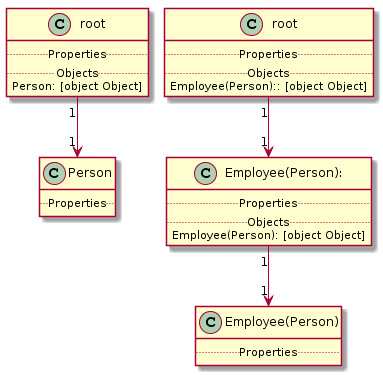 C root
Properties
Objects
Person: [object Object]
1
1
C Person
Properties
C root
Properties
Objects
Employee(Person):: [object Object]
1
1
C Employee(Person):
Properties
Objects
Employee(Person): [object Object]
1
1
C Employee(Person)
Properties